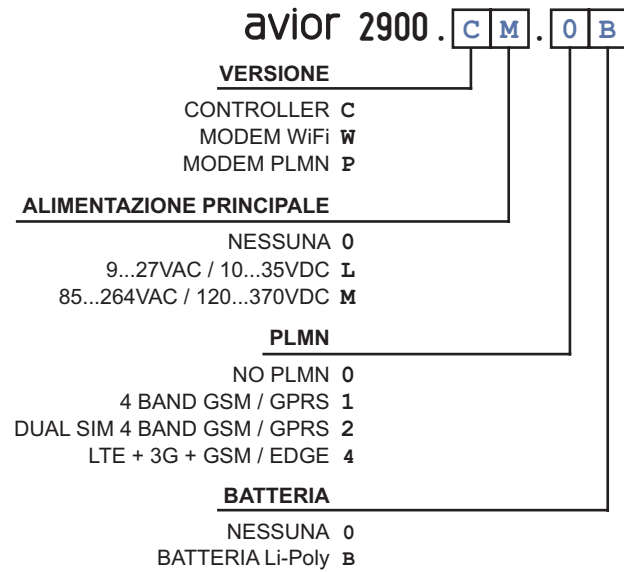 avior 2900 . C M . 0 B
VERSIONE
CONTROLLER C
MODEM WiFi W
MODEM PLMN P
ALIMENTAZIONE PRINCIPALE
NESSUNA 0
9...27VAC / 10...35VDC L
85...264VAC / 120...370VDC M
PLMN
NO PLMN 0
4 BAND GSM / GPRS 1
DUAL SIM 4 BAND GSM / GPRS 2
LTE + 3G + GSM / EDGE 4
BATTERIA
NESSUNA 0
BATTERIA Li-Poly B